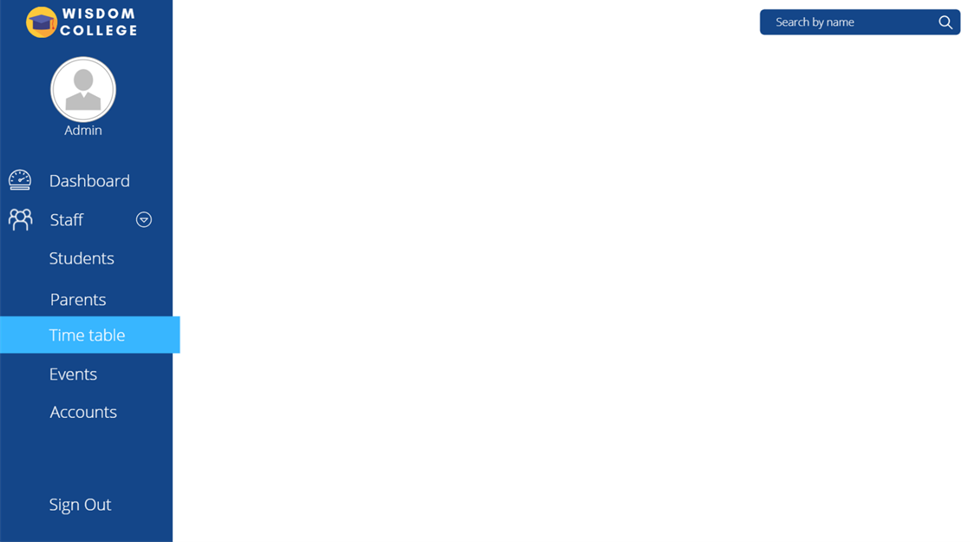 WISDOM
COLLEGE
Search by name
Admin
Dashboard
Staff
Students
Parents
Time table
Events
Accounts
Sign Out